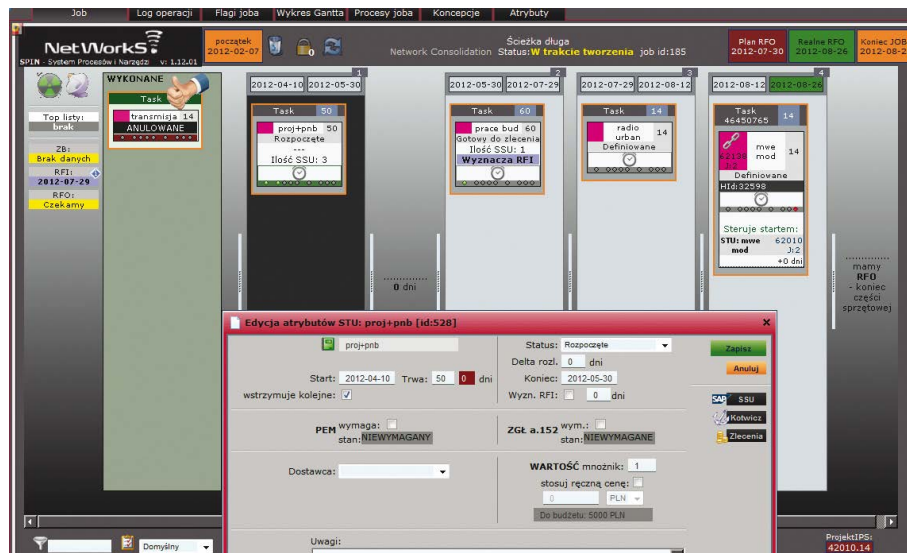 Job Log operacji Flagi joba Wykres Gantta Procesy joba Koncepcje Atrybuty
NetWorkS
SPIN - System Procesów i Narzędzi v: 1.12.01
początek
2012-02-07
Ścieżka długa
Network Consolidation Status: W trakcie tworzenia job id:185
Plan RFO
2012-07-30
Realne RFO
2012-08-26
Koniec JOB
2012-08-2
Top listy:
brak
ZB:
Brak danych
RFI:
2012-07-29
RFO:
Czekamy
WYKONANE
Task
transmisja 14
ANULOWANE
1
2012-04-10 2012-05-30
Task 50
proj+pnb 50
Rozpoczęte
---
Ilość SSU: 3
0 dni
2
2012-05-30 2012-07-29
Task 60
prace bud 60
Gotowy do zlecenia
Ilość SSU: 1
Wyznacza RFI
3
2012-07-29 2012-08-12
Task 14
radio urban 14
Definiowane
4
2012-08-12 2012-08-26
Task
46450765 14
62130
J:2
mwe
mod 14
Definiowane
HId:32598
Steruje startem:
STU: mwe 62010
mod J:2
+0 dni
mamy
RFO
- koniec
części
sprzętowej
Edycja atrybutów STU: proj+pnb [id:528] x
proj+pnb
Status: Rozpoczęte
Delta rozl. 0 dni
Start: 2012-04-10 Trwa: 50 0 dni
Koniec: 2012-05-30
wstrzymuje kolejne:
Wyzn. RFI: 0 dni
PEM wymaga:
stan: NIEWYMAGANY
ZGŁ a.152 wym.:
stan: NIEWYMAGANE
Dostawca:
WARTOŚĆ mnożnik: 1
stosuj ręczną cenę:
0 PLN
Do budżetu: 5000 PLN
Uwagi:
Zapisz
Anuluj
SAP SSU
Kotwicz
Zlecenia
Domyślny
ProjektIPS:
42010.14